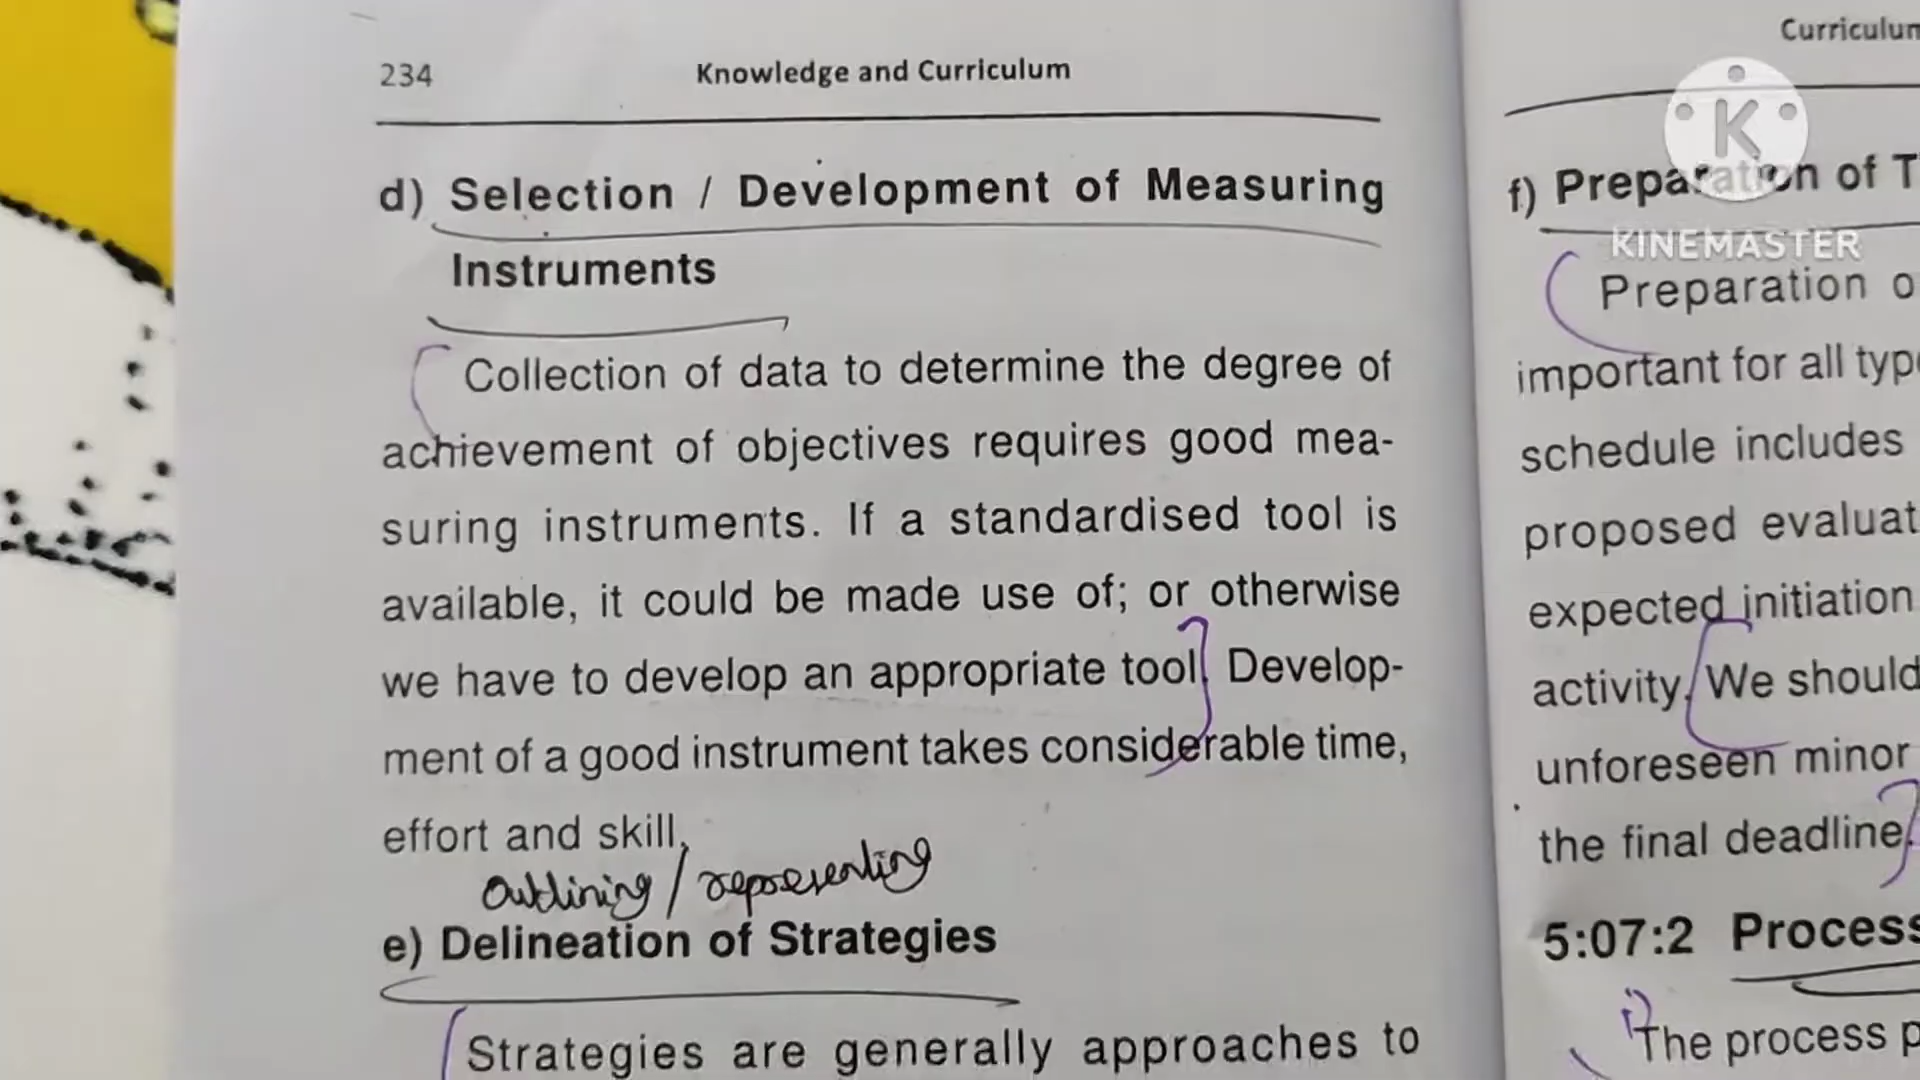 234
Knowledge and Curriculum
d) Selection / Development of Measuring
Instruments
Collection of data to determine the degree of
achievement of objectives requires good mea-
suring instruments. If a standardised tool is
available, it could be made use of; or otherwise
we have to develop an appropriate tool. Develop-
ment of a good instrument takes considerable time,
effort and skill.
Outlining / representing
e) Delineation of Strategies
Strategies are generally approaches to
f) Preparation of
Preparation
important for all
schedule includes
proposed
expected initiation
activity. We should
unforeseen minor
the final deadline.
5:07:2
i)
The process
K
KINEMASTER